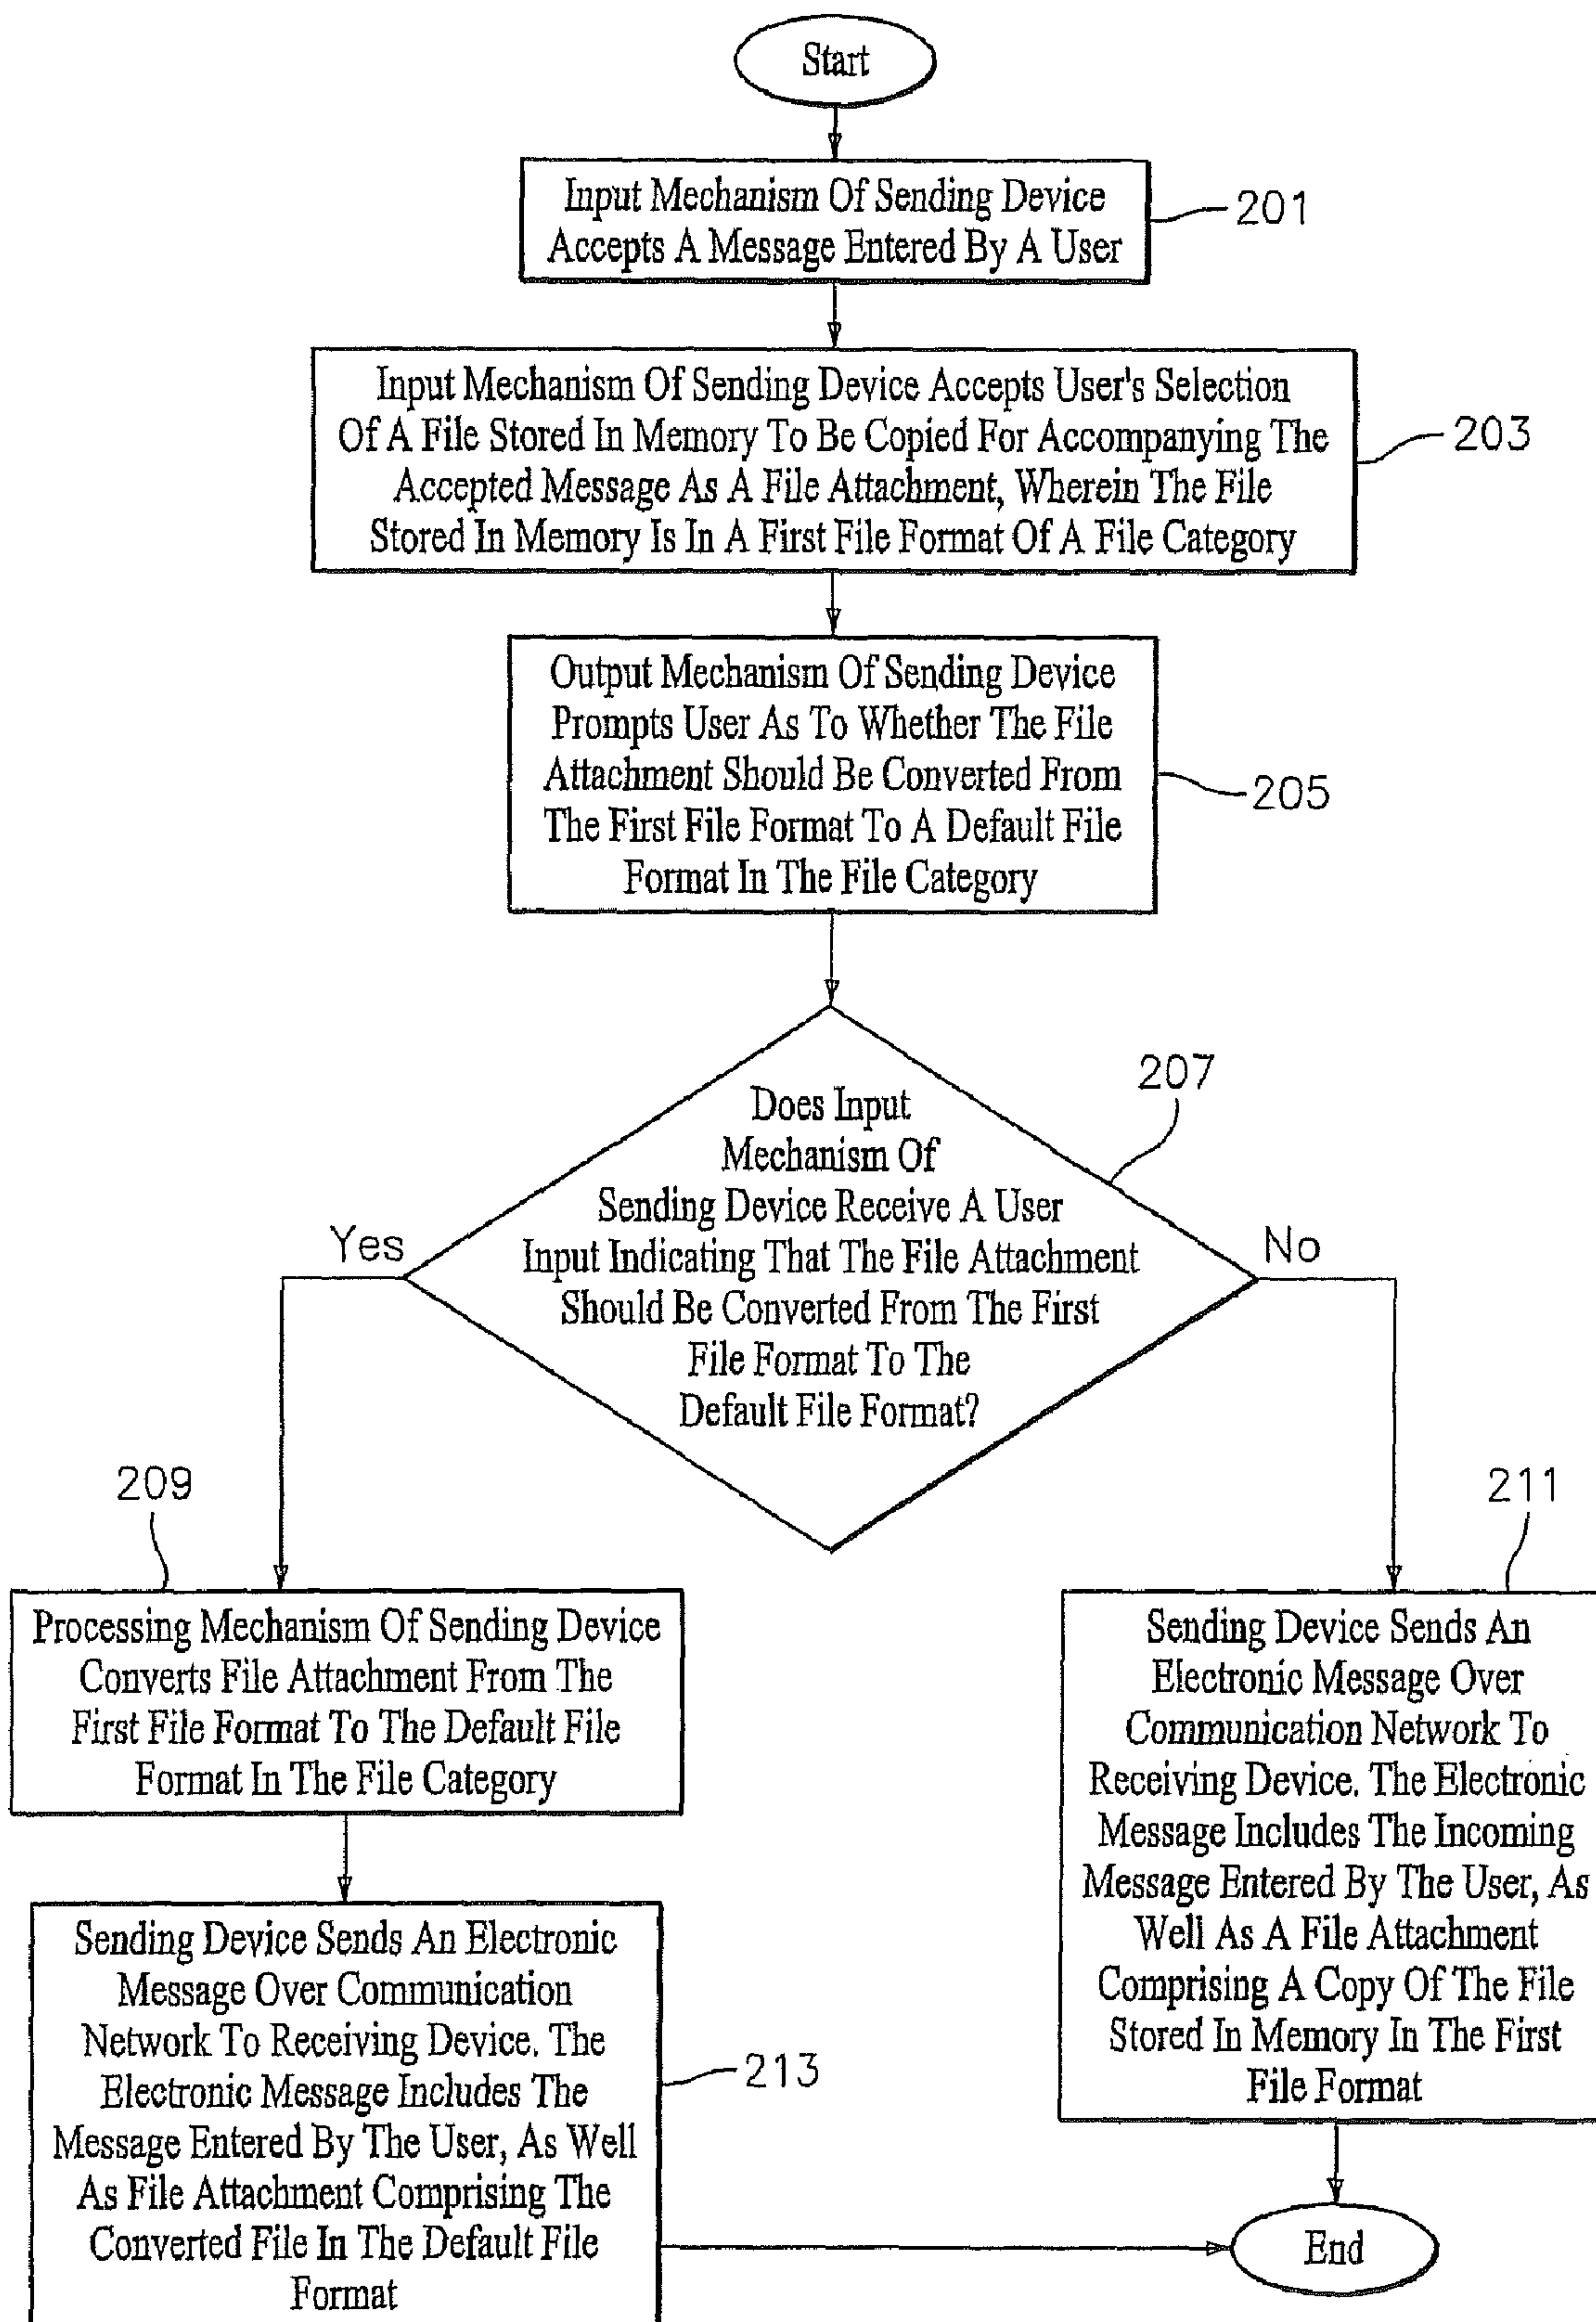 Start
Input Mechanism Of Sending Device
Accepts A Message Entered By A User
201
Input Mechanism Of Sending Device Accepts User's Selection
Of A File Stored In Memory To Be Copied For Accompanying The
Accepted Message As A File Attachment, Wherein The File
Stored In Memory Is In A First File Format Of A File Category
203
Output Mechanism Of Sending Device
Prompts User As To Whether The File
Attachment Should Be Converted From
The First File Format To A Default File
Format In The File Category
205
207
Does Input
Mechanism Of
Sending Device Receive A User
Input Indicating That The File Attachment
Should Be Converted From The First
File Format To The
Default File Format?
Yes
No
209
Processing Mechanism Of Sending Device
Converts File Attachment From The
First File Format To The Default File
Format In The File Category
211
Sending Device Sends An
Electronic Message Over
Communication Network To
Receiving Device. The Electronic
Message Includes The Incoming
Message Entered By The User, As
Well As A File Attachment
Comprising A Copy Of The File
Stored In Memory In The First
File Format
Sending Device Sends An Electronic
Message Over Communication
Network To Receiving Device. The
Electronic Message Includes The
Message Entered By The User, As Well
As File Attachment Comprising The
Converted File In The Default File
Format
213
End